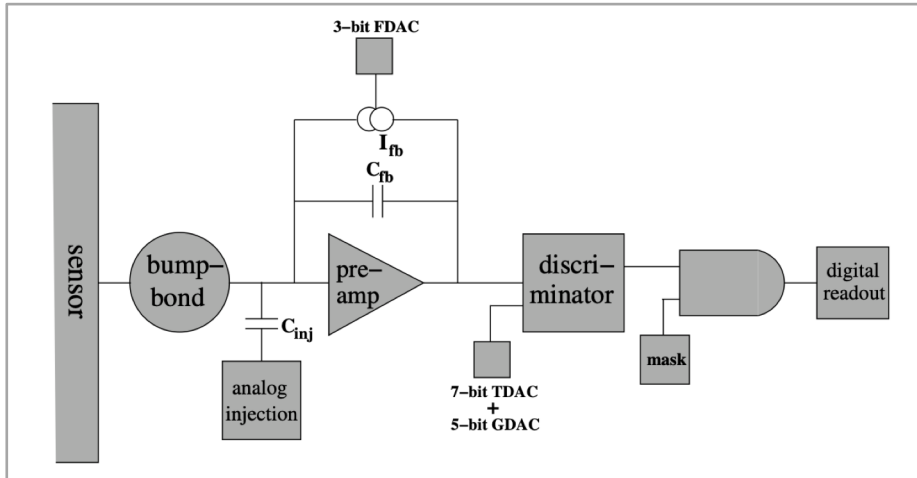 3-bit FDAC
I_fb
C_fb
sensor
bump-
bond
pre-
amp
C_inj
analog
injection
discri-
minator
7-bit TDAC
+
5-bit GDAC
mask
digital
readout